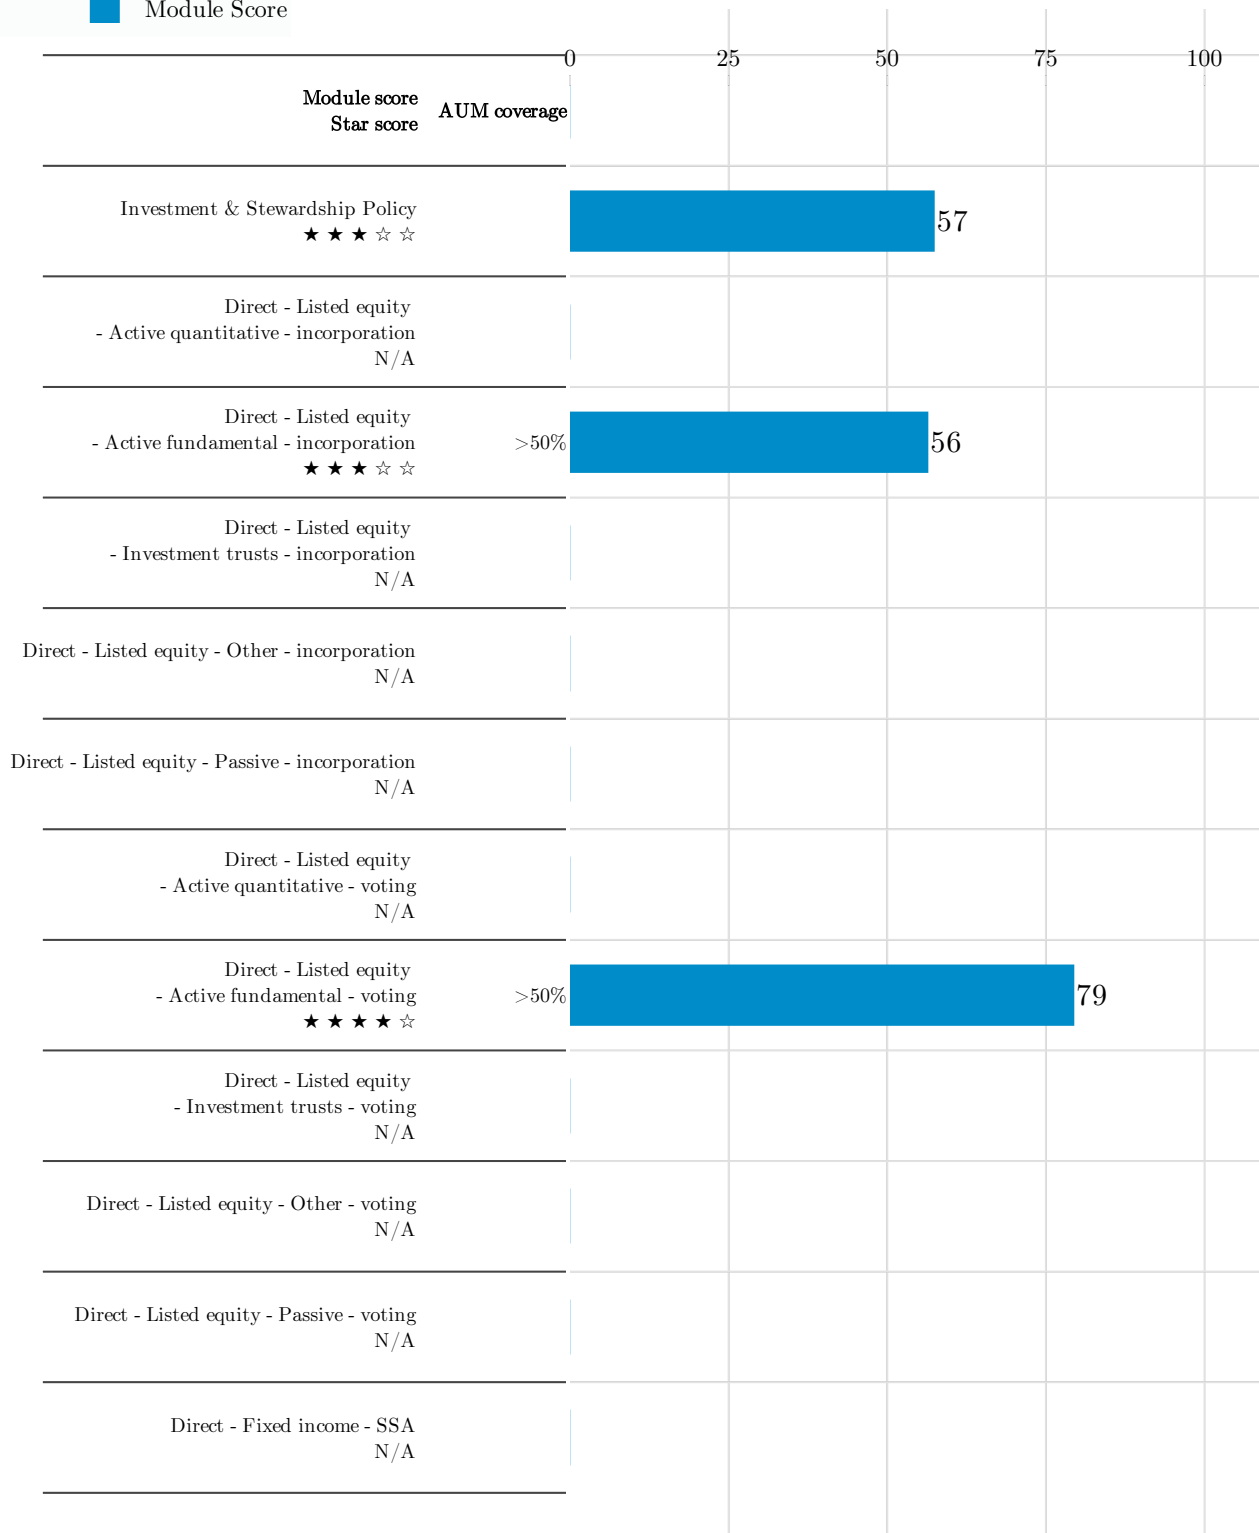 Module Score
0 25 50 75 100
Module score
Star score
AUM coverage
Investment & Stewardship Policy
★ ★ ★ ☆ ☆
57
Direct - Listed equity
- Active quantitative - incorporation
N/A
Direct - Listed equity
- Active fundamental - incorporation
★ ★ ★ ☆ ☆
>50%
56
Direct - Listed equity
- Investment trusts - incorporation
N/A
Direct - Listed equity - Other - incorporation
N/A
Direct - Listed equity - Passive - incorporation
N/A
Direct - Listed equity
- Active quantitative - voting
N/A
Direct - Listed equity
- Active fundamental - voting
★ ★ ★ ★ ☆
>50%
79
Direct - Listed equity
- Investment trusts - voting
N/A
Direct - Listed equity - Other - voting
N/A
Direct - Listed equity - Passive - voting
N/A
Direct - Fixed income - SSA
N/A